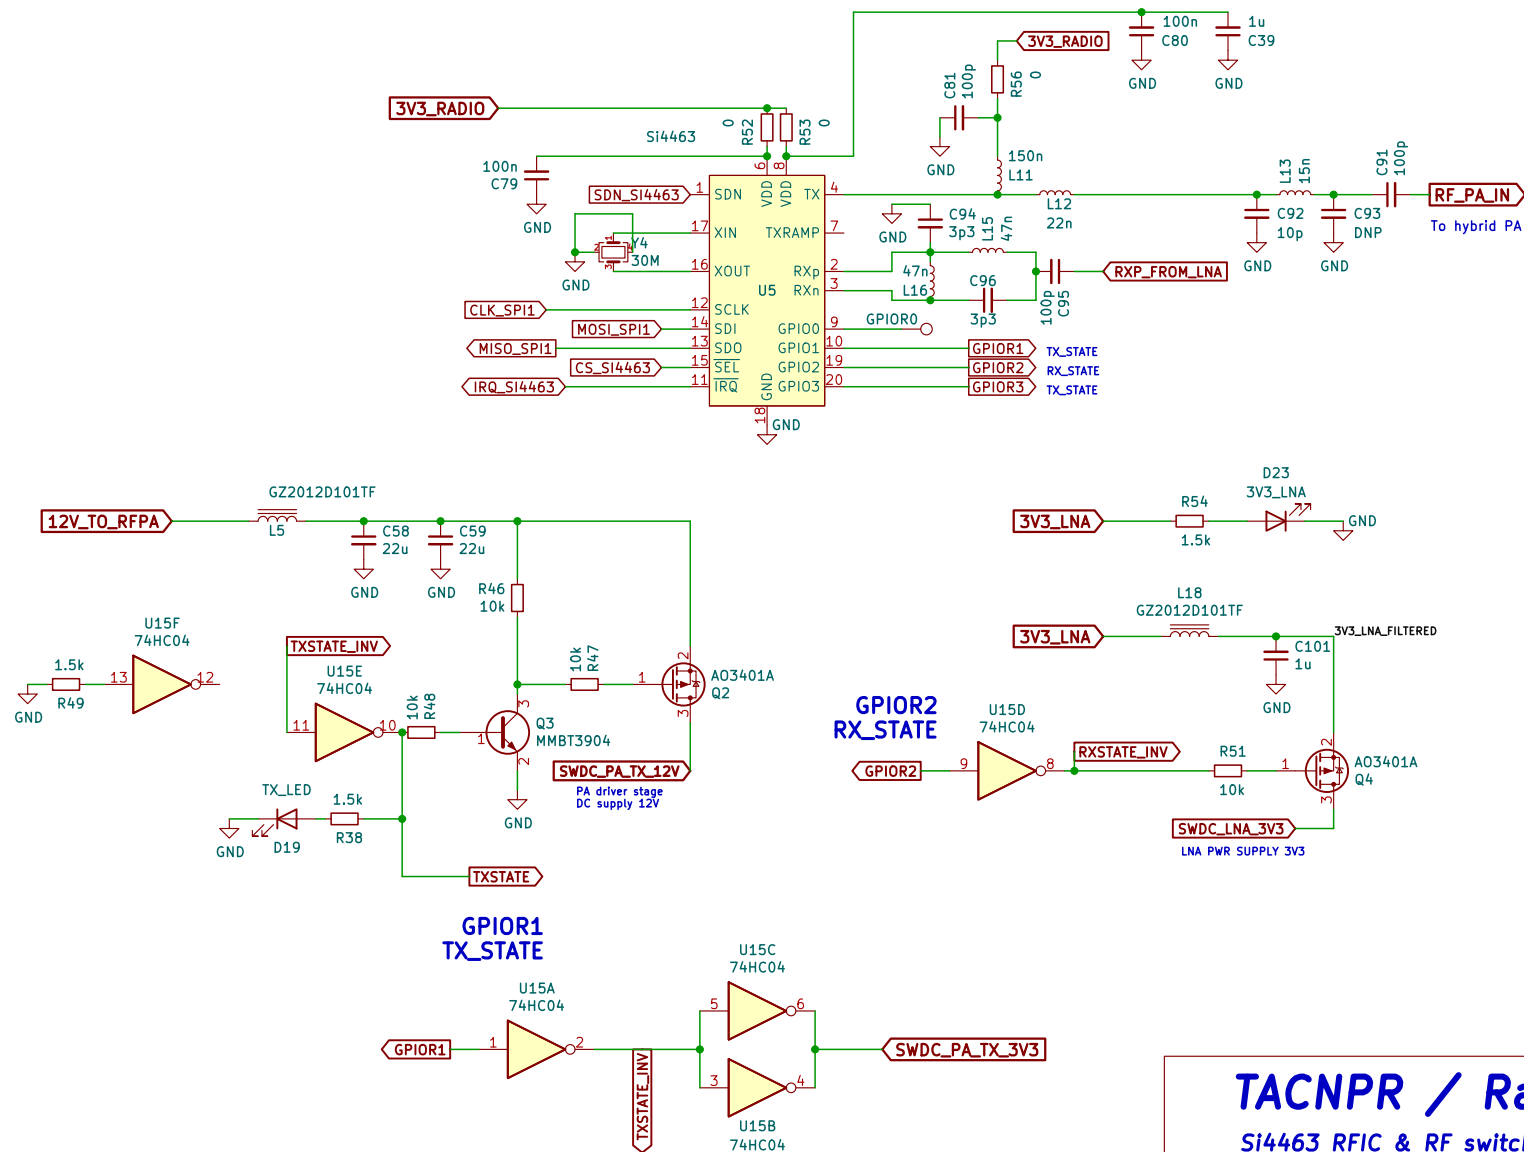 100n
C80
1u
C39
GND
GND
3V3_RADIO
C81
100p
R56
0
GND
3V3_RADIO
Si4463
0
R52
R53
0
150n
L11
100n
C79
GND
SDN_SI4463
1
SDN
6
VDD
8
VDD
TX
4
L12
22n
L13
15n
C91
100p
RF_PA_IN
To hybrid PA
C92
10p
GND
C93
DNP
GND
17
XIN
TXRAMP
7
GND
C94
3p3
L15
47n
Y4
30M
1
2
3
4
GND
16
XOUT
RXp
2
47n
L16
C96
3p3
100p
C95
RXP_FROM_LNA
U5
RXn
3
CLK_SPI1
12
SCLK
MOSI_SPI1
14
SDI
GPIO0
9
GPIOR0
MISO_SPI1
13
SDO
GPIO1
10
GPIOR1
TX_STATE
CS_SI4463
15
SEL
GPIO2
19
GPIOR2
RX_STATE
IRQ_SI4463
11
IRQ
GND
GPIO3
20
GPIOR3
TX_STATE
18
GND
12V_TO_RFPA
GZ2012D101TF
L5
C58
22u
GND
C59
22u
GND
R46
10k
U15F
74HC04
1.5k
R49
13
12
GND
TXSTATE_INV
U15E
74HC04
11
10
10k
R48
10k
R47
1
2
3
AO3401A
Q2
1
3
2
Q3
MMBT3904
GND
SWDC_PA_TX_12V
PA driver stage
DC supply 12V
TX_LED
D19
GND
1.5k
R38
TXSTATE
3V3_LNA
R54
1.5k
D23
3V3_LNA
GND
3V3_LNA
L18
GZ2012D101TF
3V3_LNA_FILTERED
C101
1u
GND
GPIOR2
RX_STATE
GPIOR2
U15D
74HC04
9
8
RXSTATE_INV
R51
10k
1
2
3
AO3401A
Q4
SWDC_LNA_3V3
LNA PWR SUPPLY 3V3
GPIOR1
TX_STATE
GPIOR1
U15A
74HC04
1
2
TXSTATE_INV
U15C
74HC04
5
6
3
4
U15B
74HC04
SWDC_PA_TX_3V3
TACNPR / Ra
Si4463 RFIC & RF switch